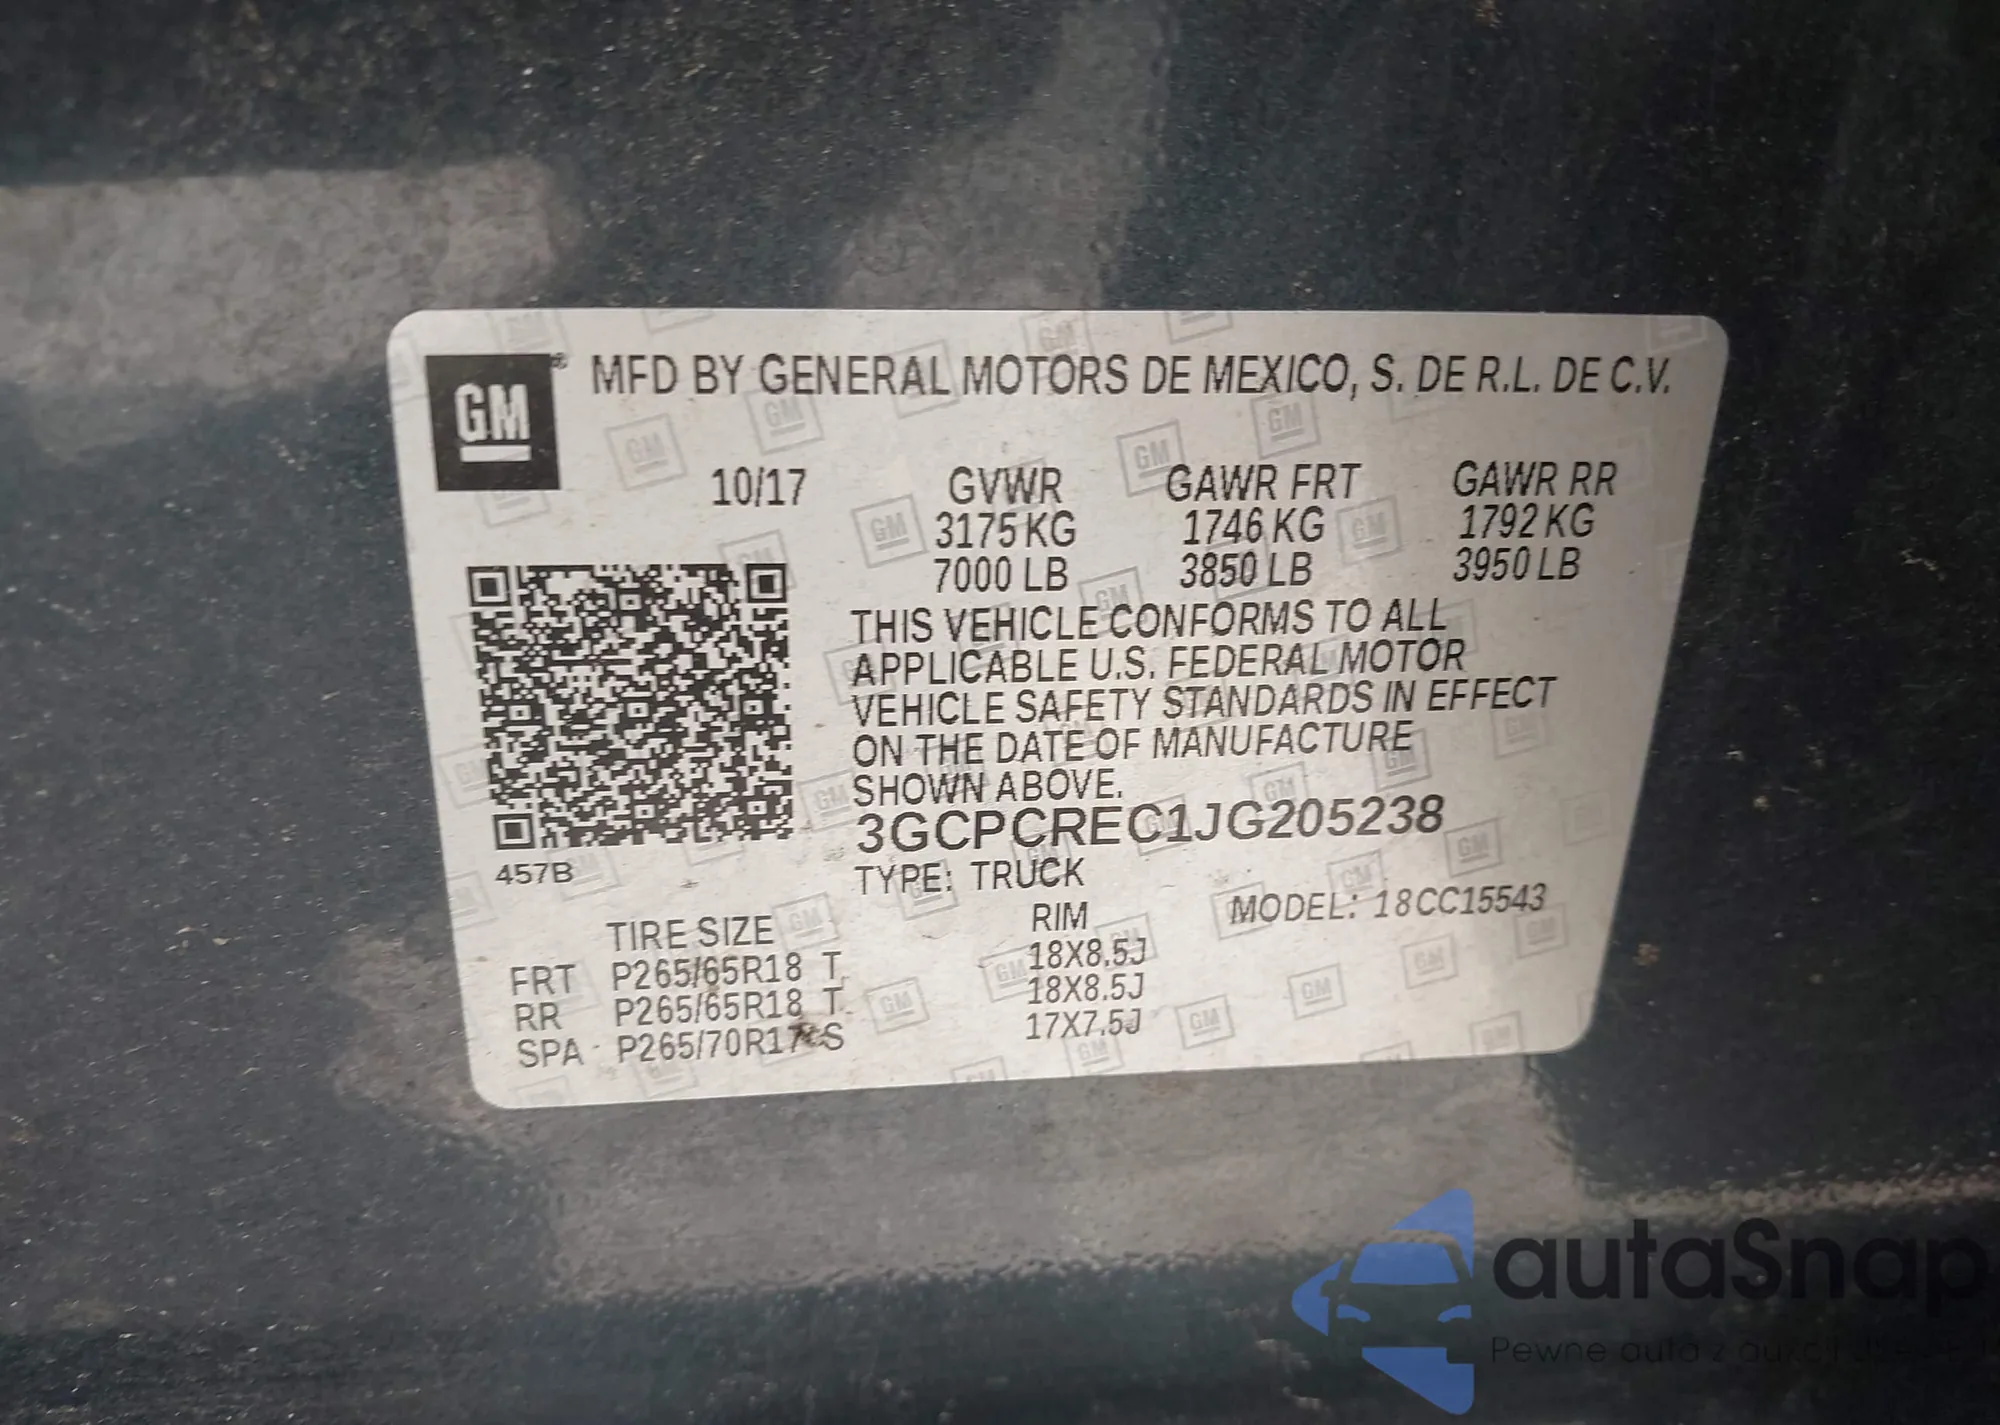 GM
MFD BY GENERAL MOTORS DE MEXICO, S. DE R.L. DE C.V.
10/17 GVWR GAWR FRT GAWR RR
3175 KG 1746 KG 1792 KG
7000 LB 3850 LB 3950 LB
THIS VEHICLE CONFORMS TO ALL
APPLICABLE U.S. FEDERAL MOTOR
VEHICLE SAFETY STANDARDS IN EFFECT
ON THE DATE OF MANUFACTURE
SHOWN ABOVE.
3GCPCREC1JG205238
457B
TYPE: TRUCK
MODEL: 18CC15543
TIRE SIZE RIM
FRT P265/65R18 T 18X8.5J
RR P265/65R18 T 18X8.5J
SPA P265/70R17 S 17X7.5J
autaSnap
Pewne auta z